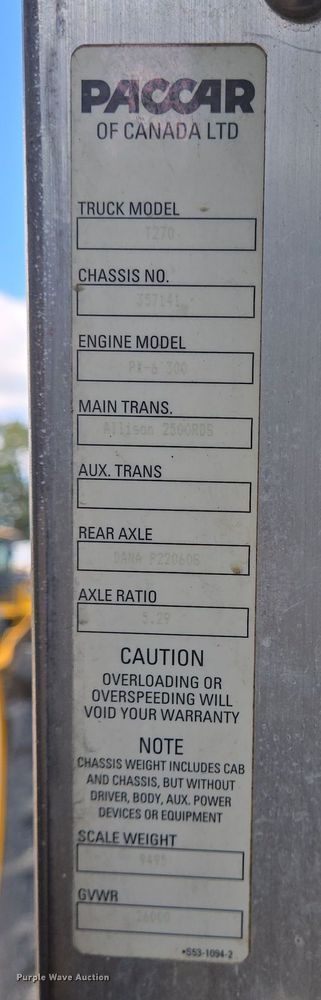 PACCAR
OF CANADA LTD
TRUCK MODEL
T270
CHASSIS NO.
357141
ENGINE MODEL
PX-6 300
MAIN TRANS.
Allison 2500RDS
AUX. TRANS
REAR AXLE
DANA
AXLE RATIO
5.29
CAUTION
OVERLOADING OR
OVERSPEEDING WILL
VOID YOUR WARRANTY
NOTE
CHASSIS WEIGHT INCLUDES CAB
AND CHASSIS, BUT WITHOUT
DRIVER, BODY, AUX. POWER
DEVICES OR EQUIPMENT
SCALE WEIGHT
9495
GVWR
26000
•S53-1094-2
Purple Wave Auction